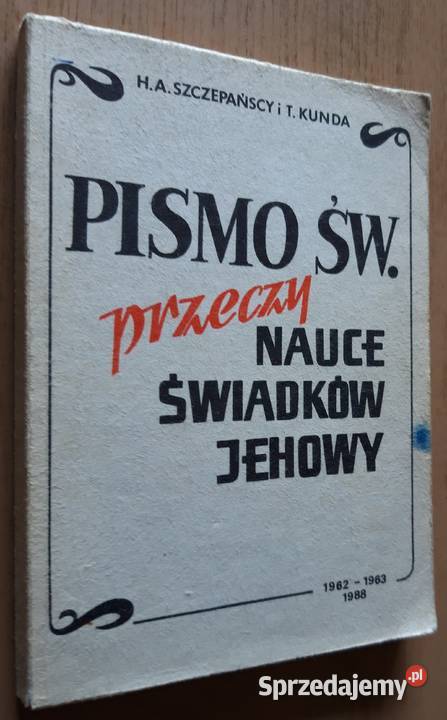 H.A. SZCZEPAŃSCY i T. KUNDA
PISMO ŚW.
przeczy
NAUCE
ŚWIADKÓW
JEHOWY
1962 - 1963
1988
Sprzedajemy.pl